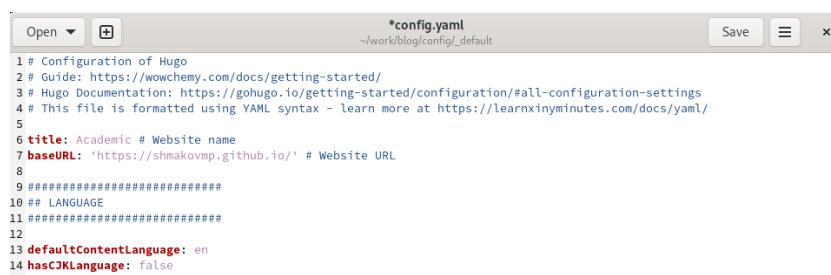 Open
*config.yaml
~/work/blog/config/_default
Save
1 # Configuration of Hugo
2 # Guide: https://wowchemy.com/docs/getting-started/
3 # Hugo Documentation: https://gohugo.io/getting-started/configuration/#all-configuration-settings
4 # This file is formatted using YAML syntax - learn more at https://learnxinyminutes.com/docs/yaml/
5
6 title: Academic # Website name
7 baseURL: 'https://shmakovmp.github.io/' # Website URL
8
9 ############################
10 ## LANGUAGE
11 ############################
12
13 defaultContentLanguage: en
14 hasCJKLanguage: false